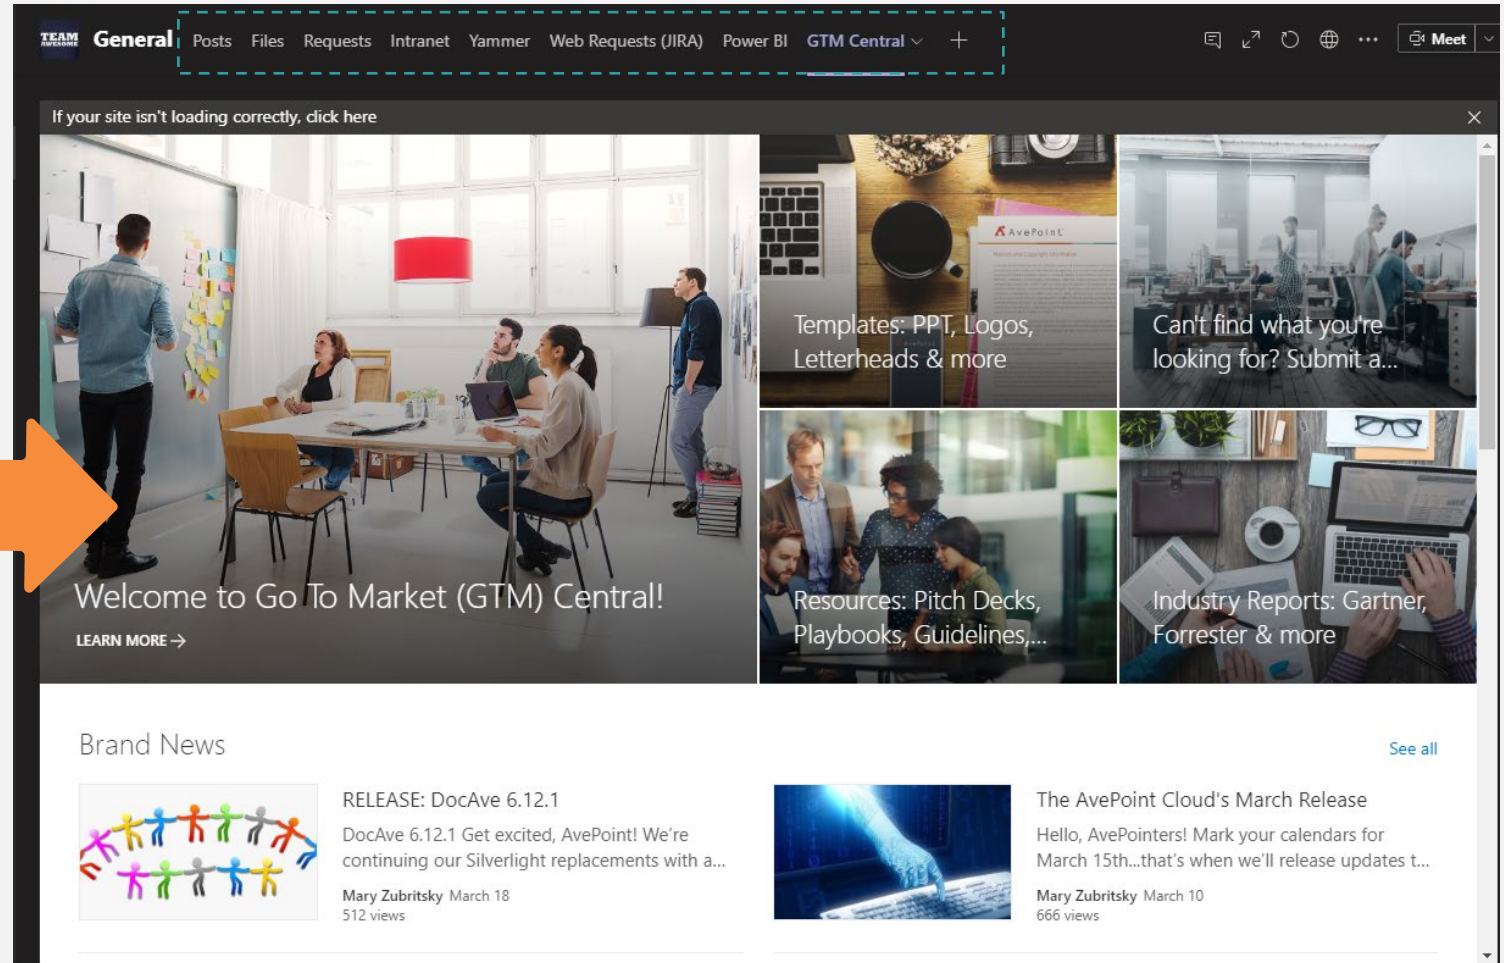 TEAM
AWESOME
General Posts Files Requests Intranet Yammer Web Requests (JIRA) Power BI GTM Central
Meet
If your site isn't loading correctly, click here
AvePoint
Templates: PPT, Logos,
Letterheads & more
Can't find what you're
looking for? Submit a...
Welcome to Go To Market (GTM) Central!
LEARN MORE
Resources: Pitch Decks,
Playbooks, Guidelines,...
Industry Reports: Gartner,
Forrester & more
Brand News
See all
RELEASE: DocAve 6.12.1
DocAve 6.12.1 Get excited, AvePoint! We're
continuing our Silverlight replacements with a...
Mary Zubritsky March 18
512 views
The AvePoint Cloud's March Release
Hello, AvePointers! Mark your calendars for
March 15th...that's when we'll release updates t...
Mary Zubritsky March 10
666 views